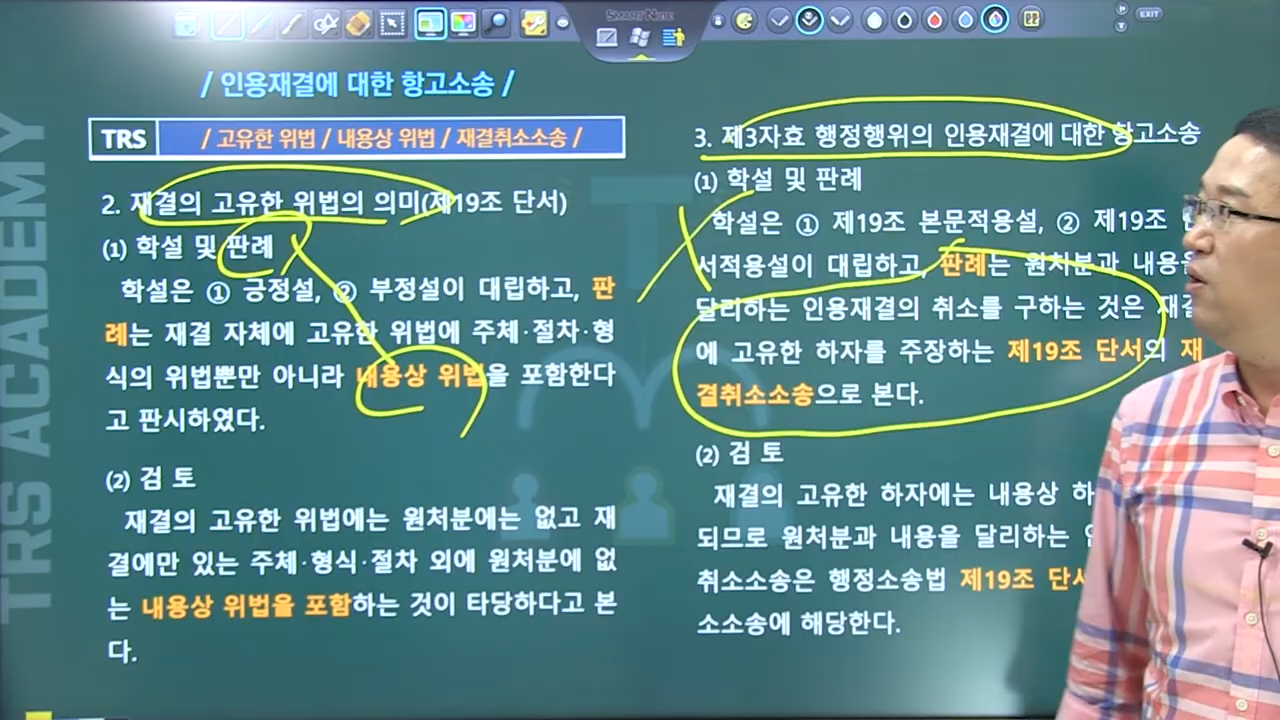 SMART NOTE
EXIT
/ 인용재결에 대한 항고소송 /
TRS / 고유한 위법 / 내용상 위법 / 재결취소소송 /
2. 재결의 고유한 위법의 의미(제19조 단서)
(1) 학설 및 판례
학설은 ① 긍정설, ② 부정설이 대립하고, 판
례는 재결 자체에 고유한 위법에 주체·절차·형
식의 위법뿐만 아니라 내용상 위법을 포함한다
고 판시하였다.
(2) 검 토
재결의 고유한 위법에는 원처분에는 없고 재
결에만 있는 주체·형식·절차 외에 원처분에 없
는 내용상 위법을 포함하는 것이 타당하다고 본
다.
3. 제3자효 행정행위의 인용재결에 대한 항고소송
(1) 학설 및 판례
학설은 ① 제19조 본문적용설, ② 제19조
서적용설이 대립하고, 판례는 원처분과 내용을
달리하는 인용재결의 취소를 구하는 것은 재결
에 고유한 하자를 주장하는 제19조 단서의 재
결취소소송으로 본다.
(2) 검 토
재결의 고유한 하자에는 내용상
되므로 원처분과 내용을 달리하는
취소소송은 행정소송법 제19조
소소송에 해당한다.
TRS ACADEMY